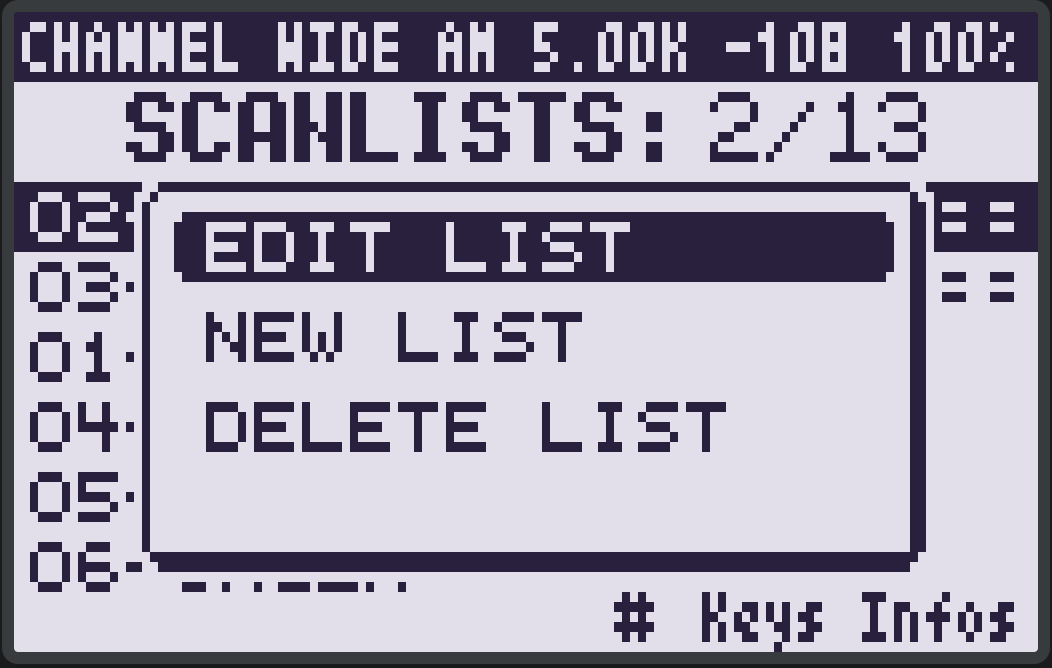 CHANNEL WIDE AM 5.00K -108 100%
SCANLISTS: 2/13
02
EDIT LIST
03
NEW LIST
01
04
DELETE LIST
05
06
# Keys Infos